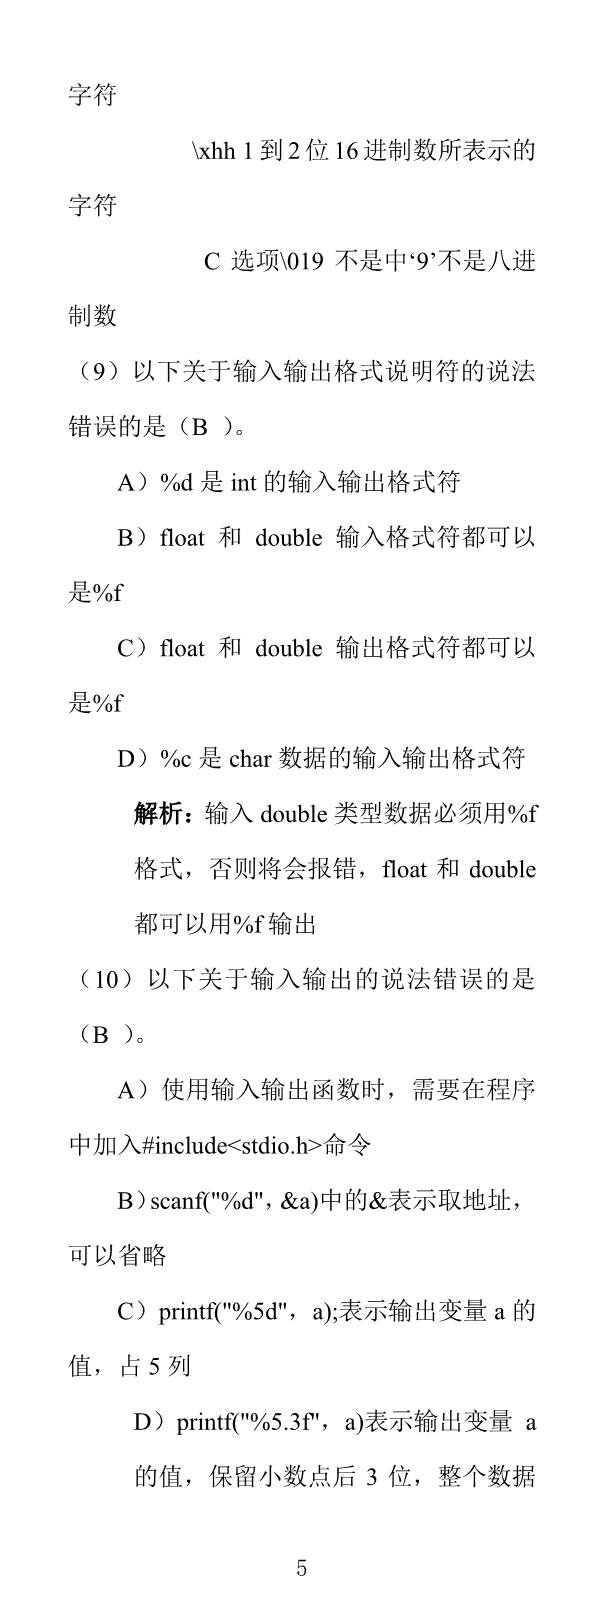 字符
\xhh 1 到 2 位 16 进制数所表示的
字符
C 选项\019 不是中‘9’不是八进
制数
（9）以下关于输入输出格式说明符的说法
错误的是（B ）。
A）%d 是 int 的输入输出格式符
B）float 和 double 输入格式符都可以
是%f
C）float 和 double 输出格式符都可以
是%f
D）%c 是 char 数据的输入输出格式符
解析：输入 double 类型数据必须用%f
格式，否则将会报错，float 和 double
都可以用%f 输出
（10）以下关于输入输出的说法错误的是
（B ）。
A）使用输入输出函数时，需要在程序
中加入#include<stdio.h>命令
B）scanf("%d"，&a)中的&表示取地址，
可以省略
C）printf("%5d"，a);表示输出变量 a 的
值，占 5 列
D）printf("%5.3f"，a)表示输出变量 a
的值，保留小数点后 3 位，整个数据
5